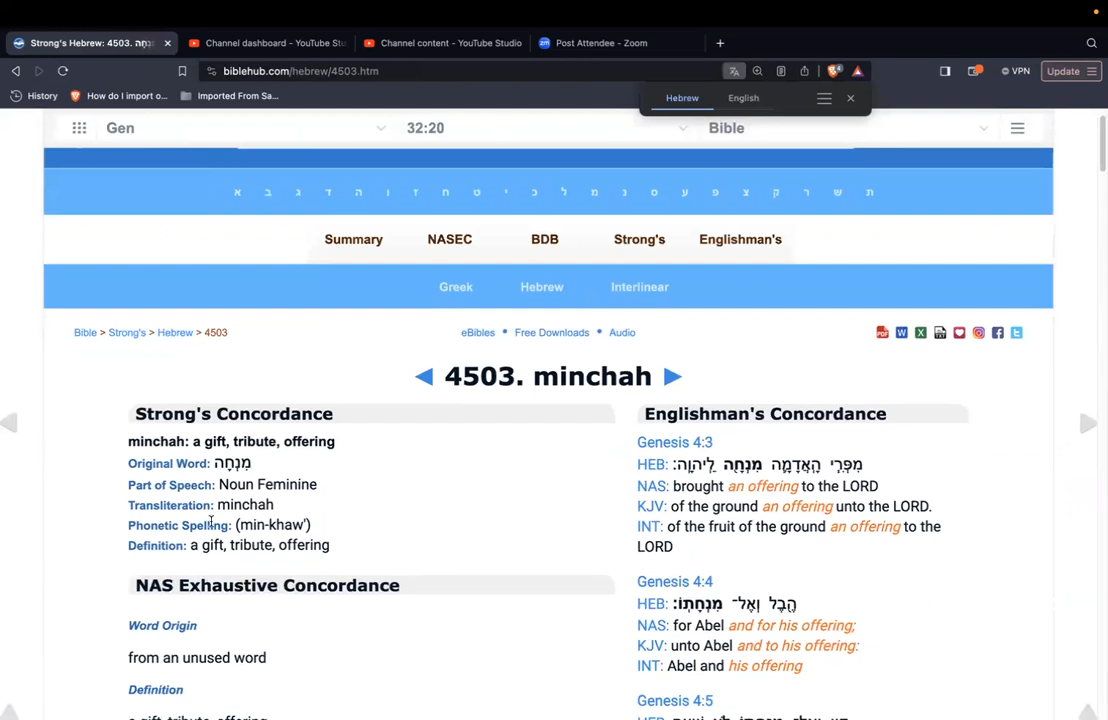 Strong's Hebrew: 4503. מִנְחָה
Channel dashboard - YouTube Stu
Channel content - YouTube Studio
Post Attendee - Zoom
biblehub.com/hebrew/4503.htm
4
VPN
Update
History
How do I import o...
Imported From Sa...
Hebrew
English
Gen
32:20
Bible
א ב ג ד ה ו ז ח ט י כ ל מ נ ס ע פ צ ק ר ש ת
Summary NASEC BDB Strong's Englishman's
Greek Hebrew Interlinear
Bible > Strong's > Hebrew > 4503
eBibles • Free Downloads • Audio
◄ 4503. minchah ►
Strong's Concordance
minchah: a gift, tribute, offering
Original Word: מִנְחָה
Part of Speech: Noun Feminine
Transliteration: minchah
Phonetic Spelling: (min-khaw')
Definition: a gift, tribute, offering
NAS Exhaustive Concordance
Word Origin
from an unused word
Definition
a gift, tribute, offering
Englishman's Concordance
Genesis 4:3
HEB: מִפְּרִ֧י הָֽאֲדָמָ֛ה מִנְחָ֖ה לַֽיהוָֽה׃
NAS: brought an offering to the LORD
KJV: of the ground an offering unto the LORD.
INT: of the fruit of the ground an offering to the
LORD
Genesis 4:4
HEB: הֶ֖בֶל וְאֶל־ מִנְחָתֽוֹ׃
NAS: for Abel and for his offering;
KJV: unto Abel and to his offering:
INT: Abel and his offering
Genesis 4:5